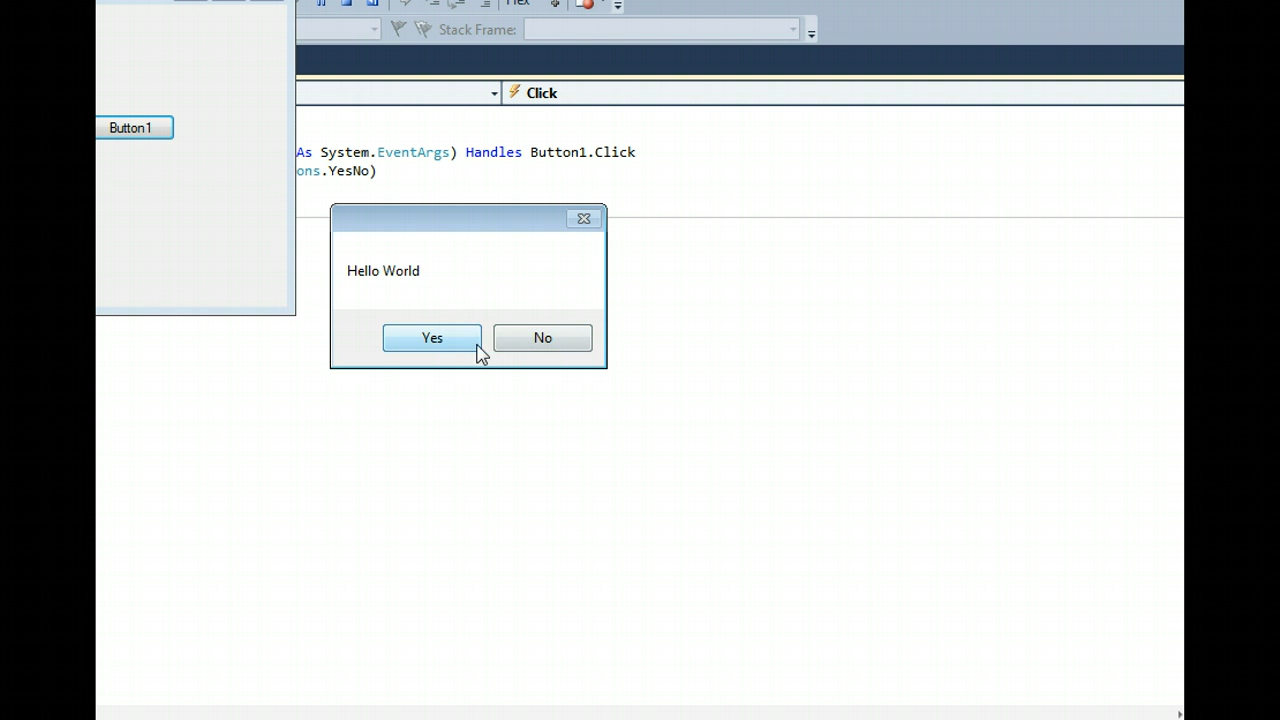 Hex
Stack Frame:
Click
Button1
As System.EventArgs) Handles Button1.Click
ons.YesNo)
Hello World
Yes No